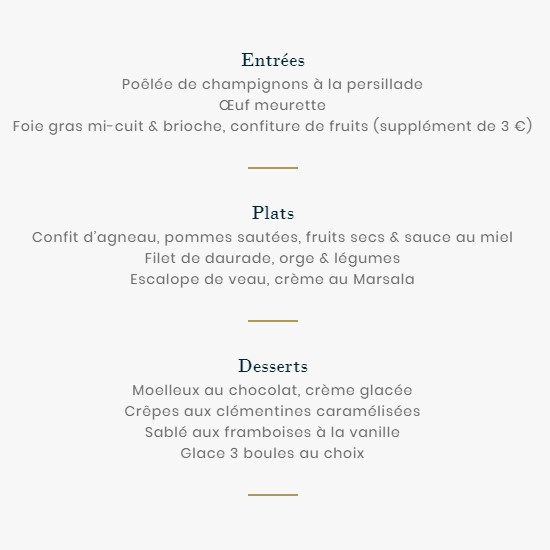 Entrées
Poêlée de champignons à la persillade
Œuf meurette
Foie gras mi-cuit & brioche, confiture de fruits (supplément de 3 €)
Plats
Confit d'agneau, pommes sautées, fruits secs & sauce au miel
Filet de daurade, orge & légumes
Escalope de veau, crème au Marsala
Desserts
Moelleux au chocolat, crème glacée
Crêpes aux clémentines caramélisées
Sablé aux framboises à la vanille
Glace 3 boules au choix